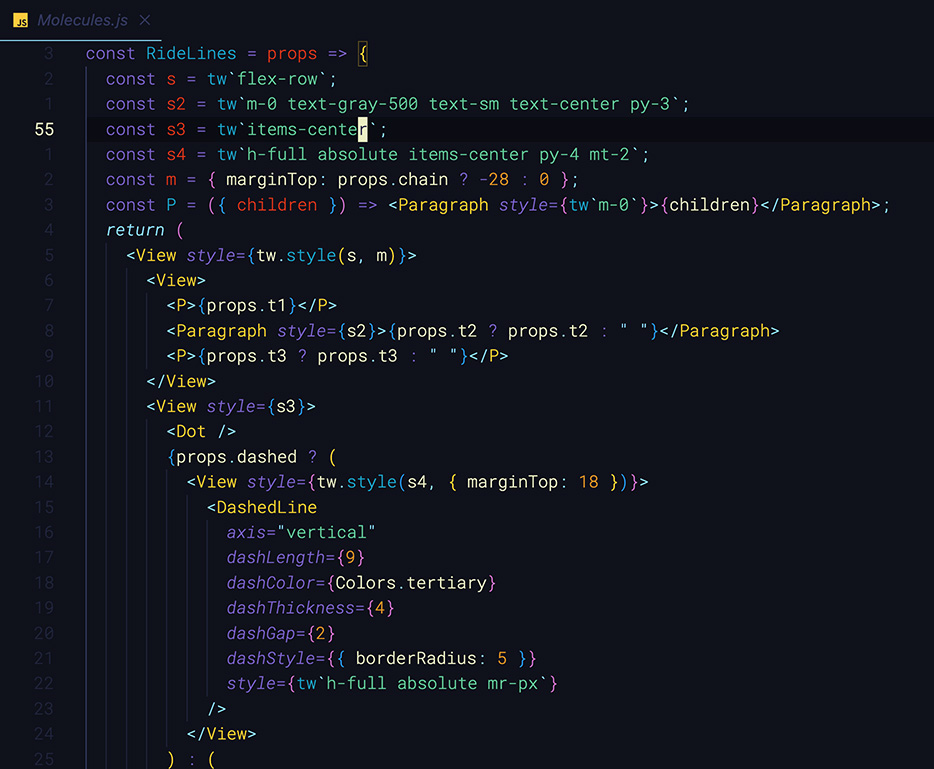 JS Molecules.js ×
3 const RideLines = props => {
2 const s = tw`flex-row`;
1 const s2 = tw`m-0 text-gray-500 text-sm text-center py-3`;
55 const s3 = tw`items-center`;
1 const s4 = tw`h-full absolute items-center py-4 mt-2`;
2 const m = { marginTop: props.chain ? -28 : 0 };
3 const P = ({ children }) => <Paragraph style={tw`m-0`}>{children}</Paragraph>;
4 return (
5 <View style={tw.style(s, m)}>
6 <View>
7 <P>{props.t1}</P>
8 <Paragraph style={s2}>{props.t2 ? props.t2 : " "}</Paragraph>
9 <P>{props.t3 ? props.t3 : " "}</P>
10 </View>
11 <View style={s3}>
12 <Dot />
13 {props.dashed ? (
14 <View style={tw.style(s4, { marginTop: 18 })}>
15 <DashedLine
16 axis="vertical"
17 dashLength={9}
18 dashColor={Colors.tertiary}
19 dashThickness={4}
20 dashGap={2}
21 dashStyle={{ borderRadius: 5 }}
22 style={tw`h-full absolute mr-px`}
23 />
24 </View>
25 ) : (